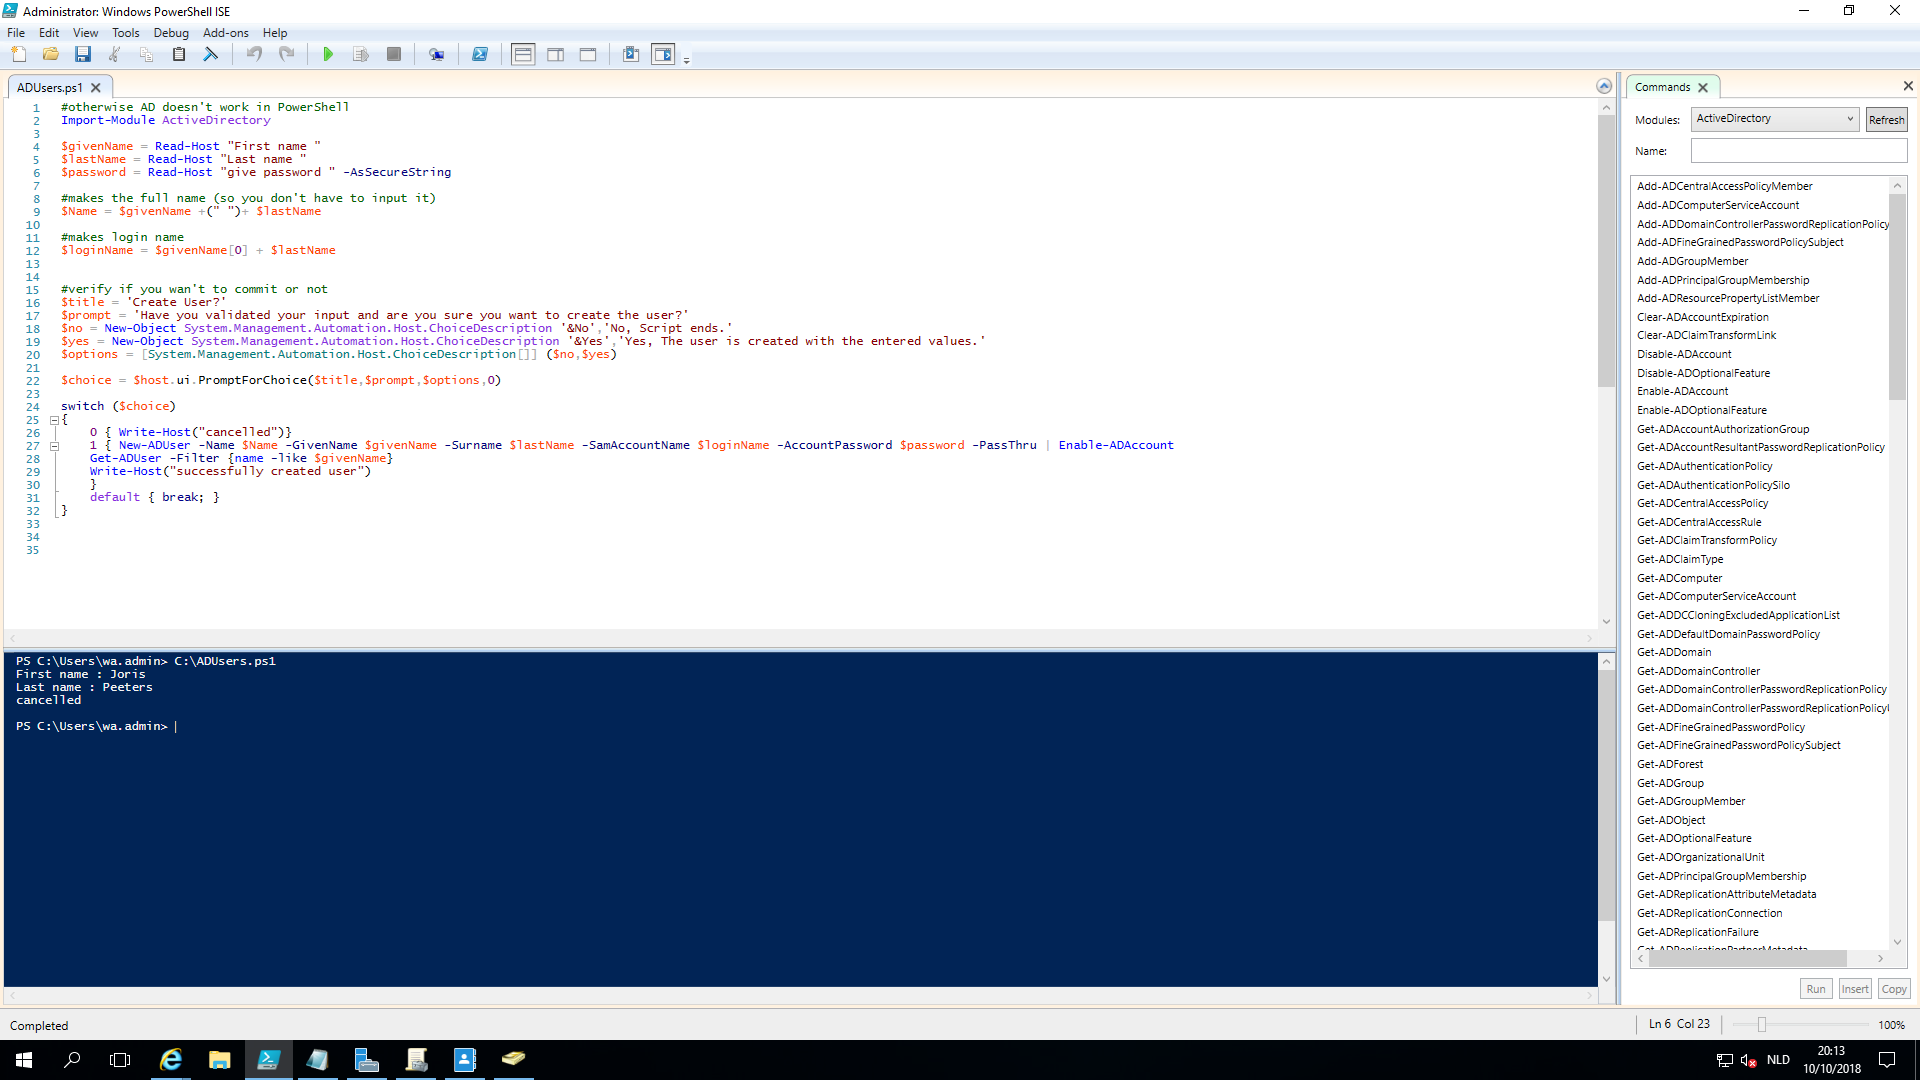 Administrator: Windows PowerShell ISE
File Edit View Tools Debug Add-ons Help
ADUsers.ps1
1 #otherwise AD doesn't work in PowerShell
2 Import-Module ActiveDirectory
3
4 $givenName = Read-Host "First name "
5 $lastName = Read-Host "Last name "
6 $password = Read-Host "give password " -AsSecureString
7
8 #makes the full name (so you don't have to input it)
9 $Name = $givenName +(" ")+ $lastName
10
11 #makes login name
12 $loginName = $givenName[0] + $lastName
13
14
15 #verify if you wan't to commit or not
16 $title = 'Create User?'
17 $prompt = 'Have you validated your input and are you sure you want to create the user?'
18 $no = New-Object System.Management.Automation.Host.ChoiceDescription '&No','No, Script ends.'
19 $yes = New-Object System.Management.Automation.Host.ChoiceDescription '&Yes','Yes, The user is created with the entered values.'
20 $options = [System.Management.Automation.Host.ChoiceDescription[]] ($no,$yes)
21
22 $choice = $host.ui.PromptForChoice($title,$prompt,$options,0)
23
24 switch ($choice)
25 {
26 0 { Write-Host("cancelled")}
27 1 { New-ADUser -Name $Name -GivenName $givenName -Surname $lastName -SamAccountName $loginName -AccountPassword $password -PassThru | Enable-ADAccount
28 Get-ADUser -Filter {name -like $givenName}
29 Write-Host("successfully created user")
30 }
31 default { break; }
32 }
33
34
35
PS C:\Users\wa.admin> C:\ADUsers.ps1
First name : Joris
Last name : Peeters
cancelled
PS C:\Users\wa.admin>
Commands
Modules: ActiveDirectory Refresh
Name:
Add-ADCentralAccessPolicyMember
Add-ADComputerServiceAccount
Add-ADDomainControllerPasswordReplicationPolicy
Add-ADFineGrainedPasswordPolicySubject
Add-ADGroupMember
Add-ADPrincipalGroupMembership
Add-ADResourcePropertyListMember
Clear-ADAccountExpiration
Clear-ADClaimTransformLink
Disable-ADAccount
Disable-ADOptionalFeature
Enable-ADAccount
Enable-ADOptionalFeature
Get-ADAccountAuthorizationGroup
Get-ADAccountResultantPasswordReplicationPolicy
Get-ADAuthenticationPolicy
Get-ADAuthenticationPolicySilo
Get-ADCentralAccessPolicy
Get-ADCentralAccessRule
Get-ADClaimTransformPolicy
Get-ADClaimType
Get-ADComputer
Get-ADComputerServiceAccount
Get-ADDCCloningExcludedApplicationList
Get-ADDefaultDomainPasswordPolicy
Get-ADDomain
Get-ADDomainController
Get-ADDomainControllerPasswordReplicationPolicy
Get-ADDomainControllerPasswordReplicationPolicy
Get-ADFineGrainedPasswordPolicy
Get-ADFineGrainedPasswordPolicySubject
Get-ADForest
Get-ADGroup
Get-ADGroupMember
Get-ADObject
Get-ADOptionalFeature
Get-ADOrganizationalUnit
Get-ADPrincipalGroupMembership
Get-ADReplicationAttributeMetadata
Get-ADReplicationConnection
Get-ADReplicationFailure
Get-ADReplicationPartnerMetadata
Run Insert Copy
Completed
Ln 6 Col 23
100%
NLD
20:13
10/10/2018